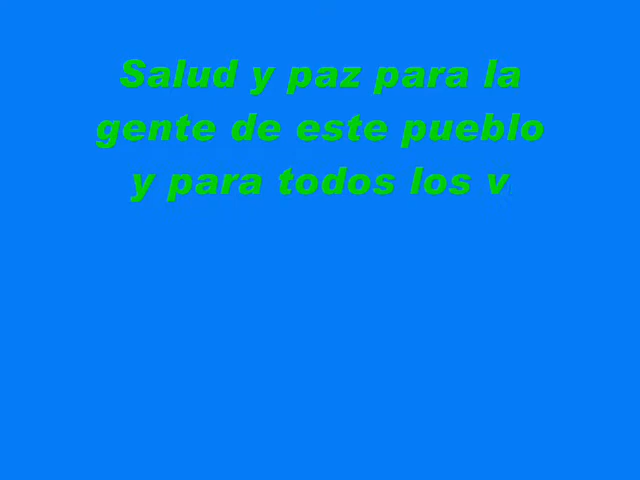 Salud y paz para la
gente de este pueblo
y para todos los v